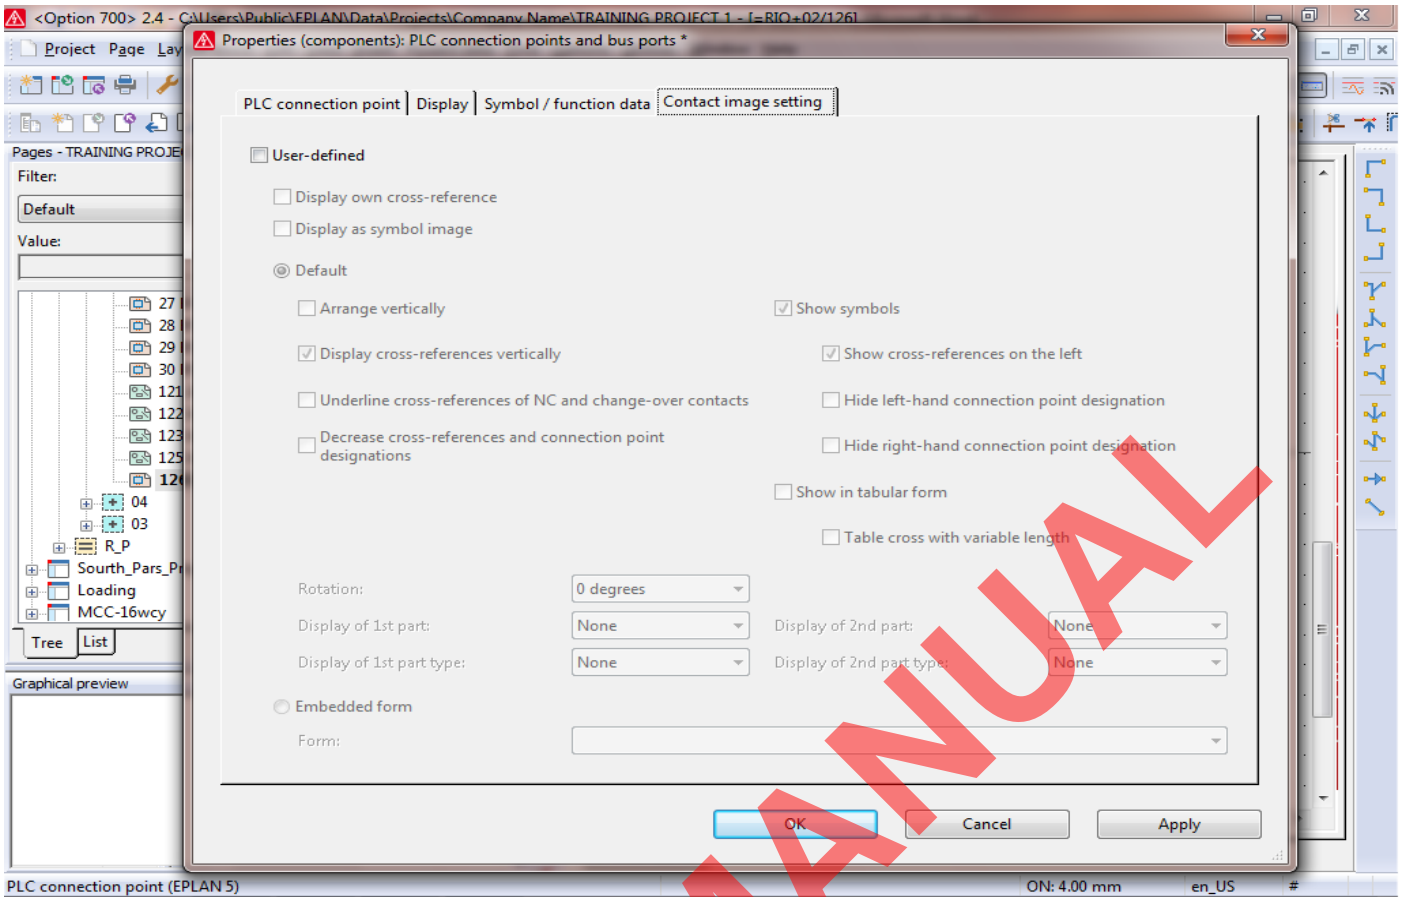 <Option 700> 2.4 - C:\Users\Public\EPLAN\Data\Projects\Company Name\TRAINING PROJECT 1 - [=RIO+02/126]
Properties (components): PLC connection points and bus ports *
Project Page Lay
PLC connection point Display Symbol / function data Contact image setting
Pages - TRAINING PROJE
Filter:
Default
Value:
27
28
29
30
121
122
123
125
126
04
03
R_P
Sourth_Pars_Pr
Loading
MCC-16wcy
Tree List
Graphical preview
User-defined
Display own cross-reference
Display as symbol image
Default
Arrange vertically
Show symbols
Display cross-references vertically
Show cross-references on the left
Underline cross-references of NC and change-over contacts
Hide left-hand connection point designation
Decrease cross-references and connection point
designations
Hide right-hand connection point designation
Show in tabular form
Table cross with variable length
Rotation: 0 degrees
Display of 1st part: None Display of 2nd part: None
Display of 1st part type: None Display of 2nd part type: None
Embedded form
Form:
OK Cancel Apply
MANUAL
PLC connection point (EPLAN 5) ON: 4.00 mm en_US #